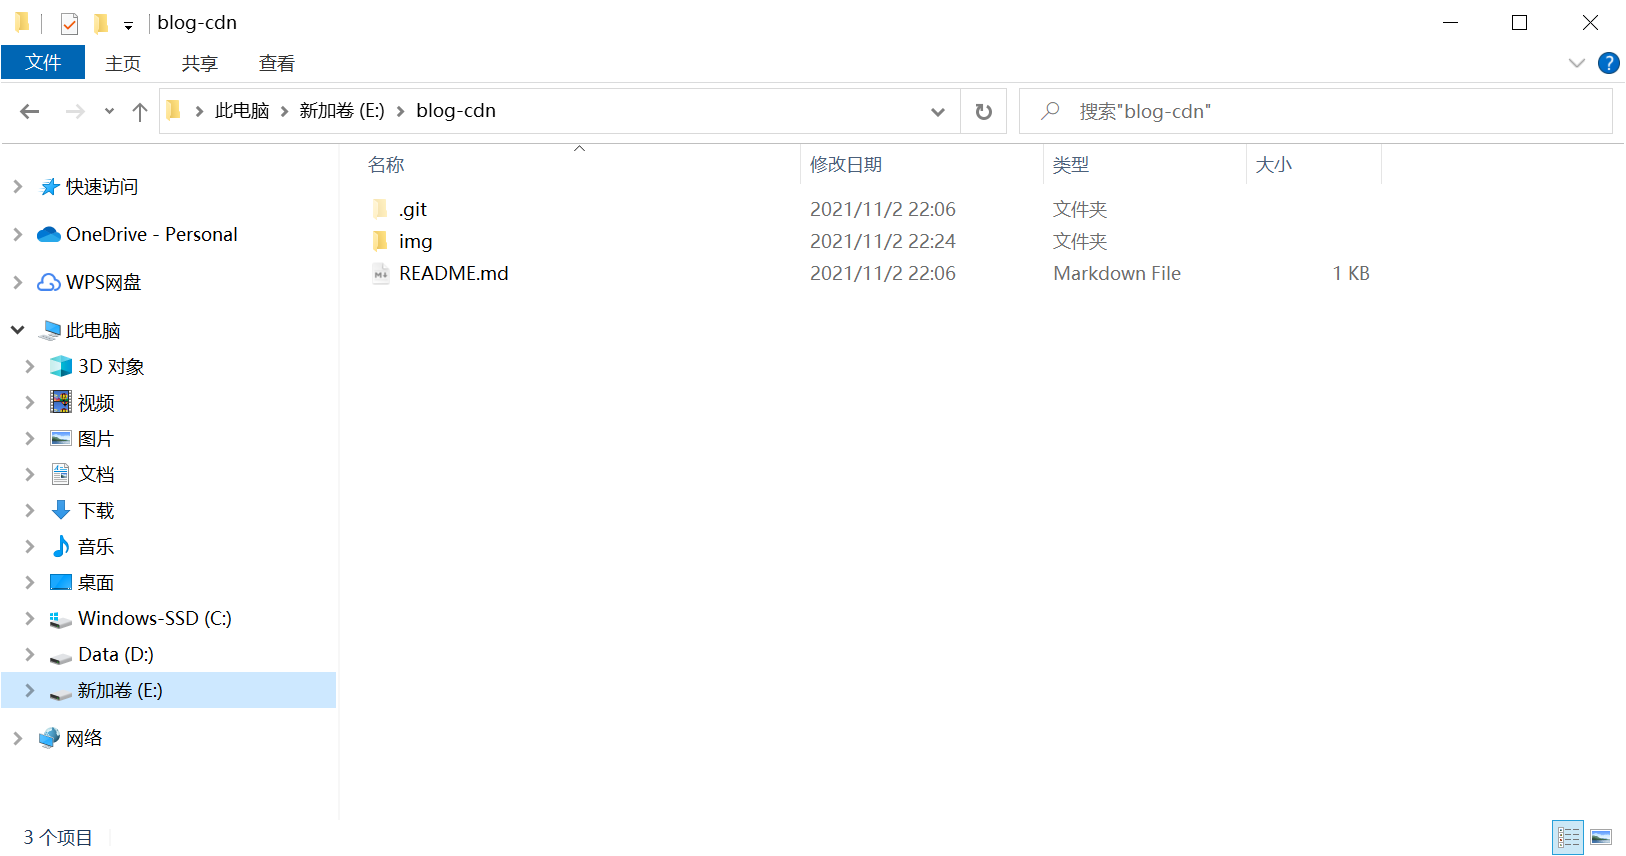 blog-cdn
文件 主页 共享 查看
此电脑 新加卷 (E:) blog-cdn 搜索"blog-cdn"
名称 修改日期 类型 大小
.git 2021/11/2 22:06 文件夹
img 2021/11/2 22:24 文件夹
README.md 2021/11/2 22:06 Markdown File 1 KB
快速访问
OneDrive - Personal
WPS网盘
此电脑
3D 对象
视频
图片
文档
下载
音乐
桌面
Windows-SSD (C:)
Data (D:)
新加卷 (E:)
网络
3 个项目